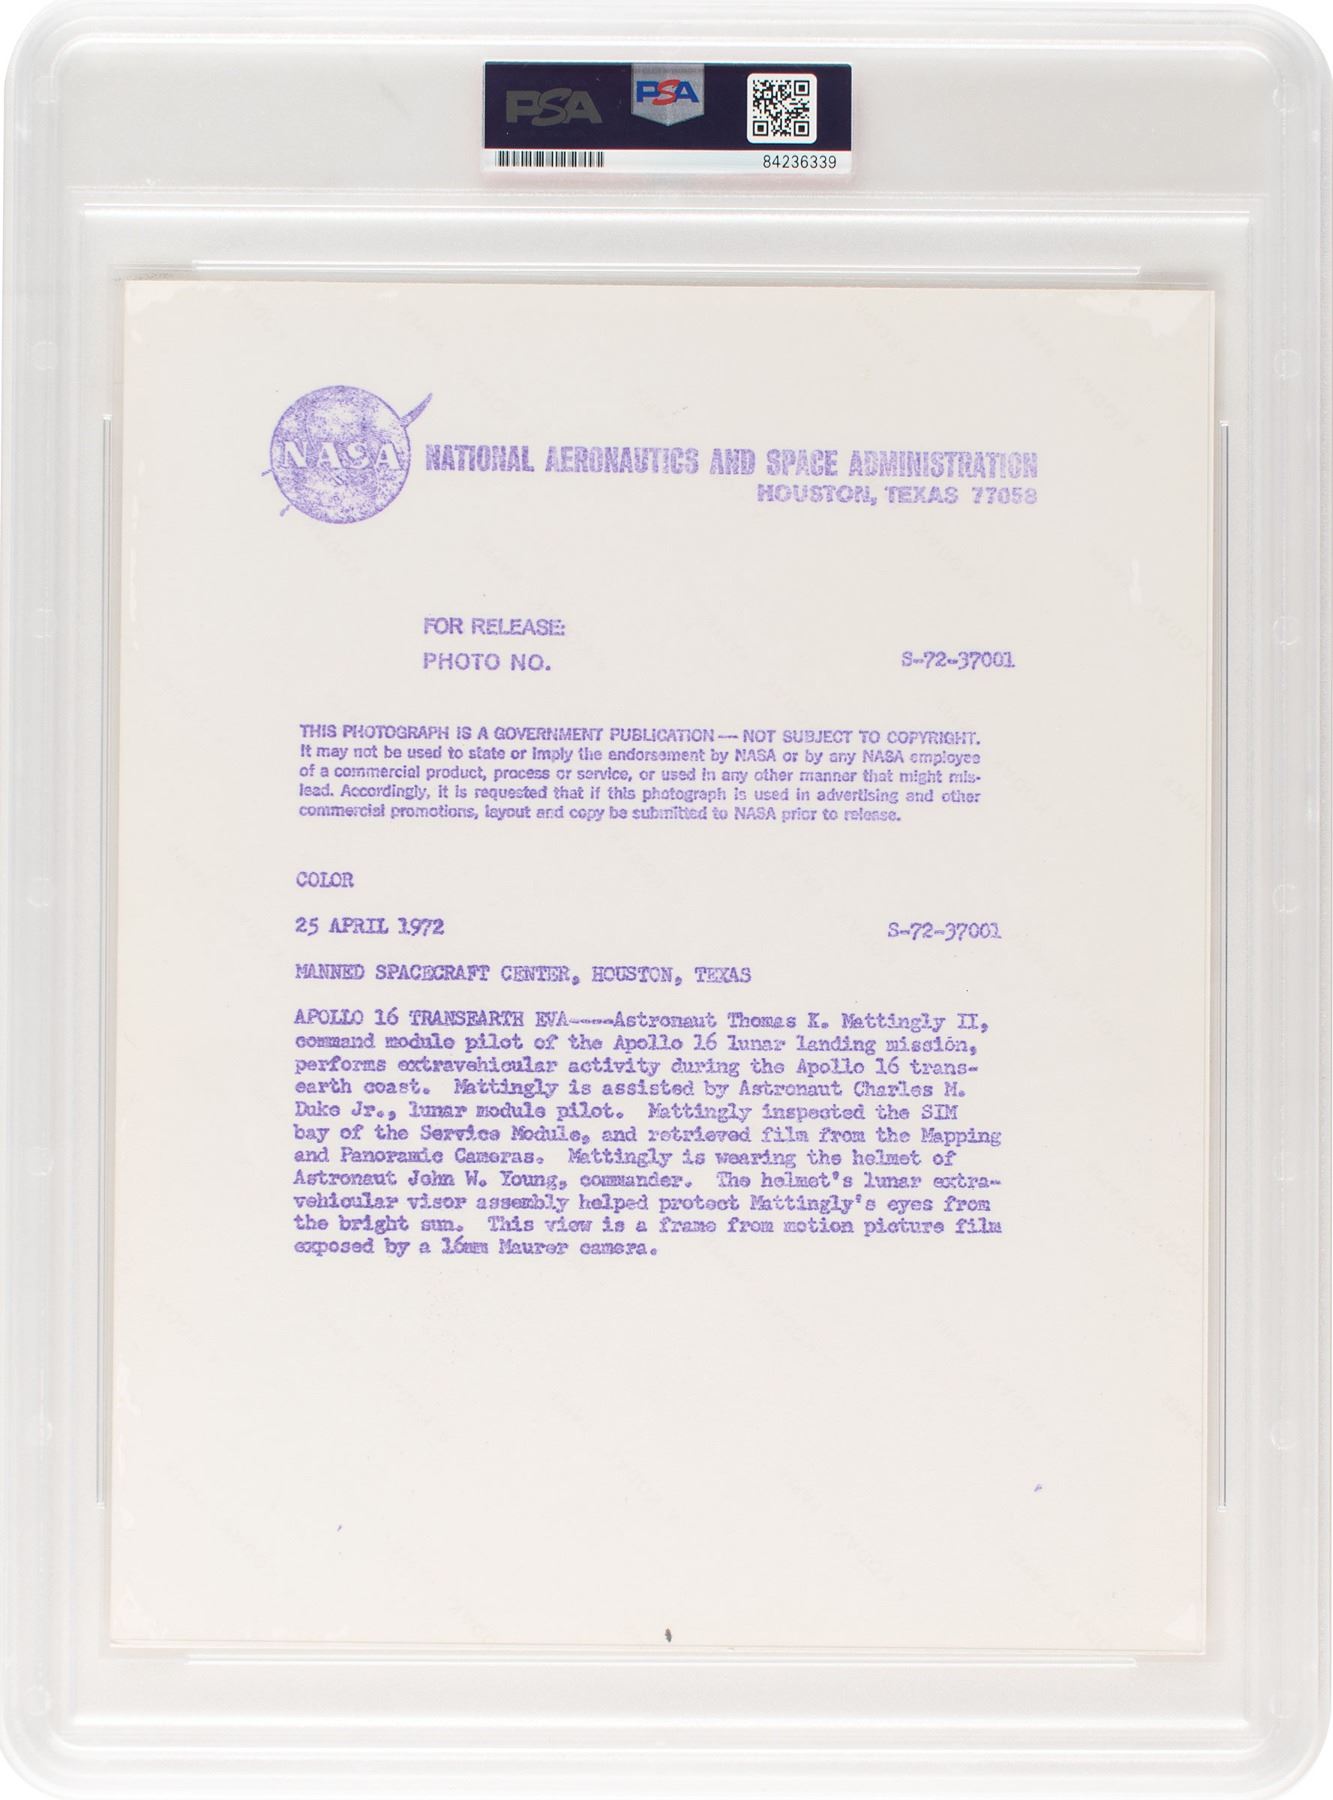 PSA
PSA
84236339
NASA
NATIONAL AERONAUTICS AND SPACE ADMINISTRATION
HOUSTON, TEXAS 77058
FOR RELEASE:
PHOTO NO. S-72-37001
THIS PHOTOGRAPH IS A GOVERNMENT PUBLICATION — NOT SUBJECT TO COPYRIGHT.
It may not be used to state or imply the endorsement by NASA or by any NASA employee
of a commercial product, process or service, or used in any other manner that might mis-
lead. Accordingly, it is requested that if this photograph is used in advertising and other
commercial promotions, layout and copy be submitted to NASA prior to release.
COLOR
25 APRIL 1972 S-72-37001
MANNED SPACECRAFT CENTER, HOUSTON, TEXAS
APOLLO 16 TRANSEARTH EVA----Astronaut Thomas K. Mattingly II,
command module pilot of the Apollo 16 lunar landing mission,
performs extravehicular activity during the Apollo 16 trans-
earth coast. Mattingly is assisted by Astronaut Charles M.
Duke Jr., lunar module pilot. Mattingly inspected the SIM
bay of the Service Module, and retrieved film from the Mapping
and Panoramic Cameras. Mattingly is wearing the helmet of
Astronaut John W. Young, commander. The helmet's lunar extra-
vehicular visor assembly helped protect Mattingly's eyes from
the bright sun. This view is a frame from motion picture film
exposed by a 16mm Maurer camera.